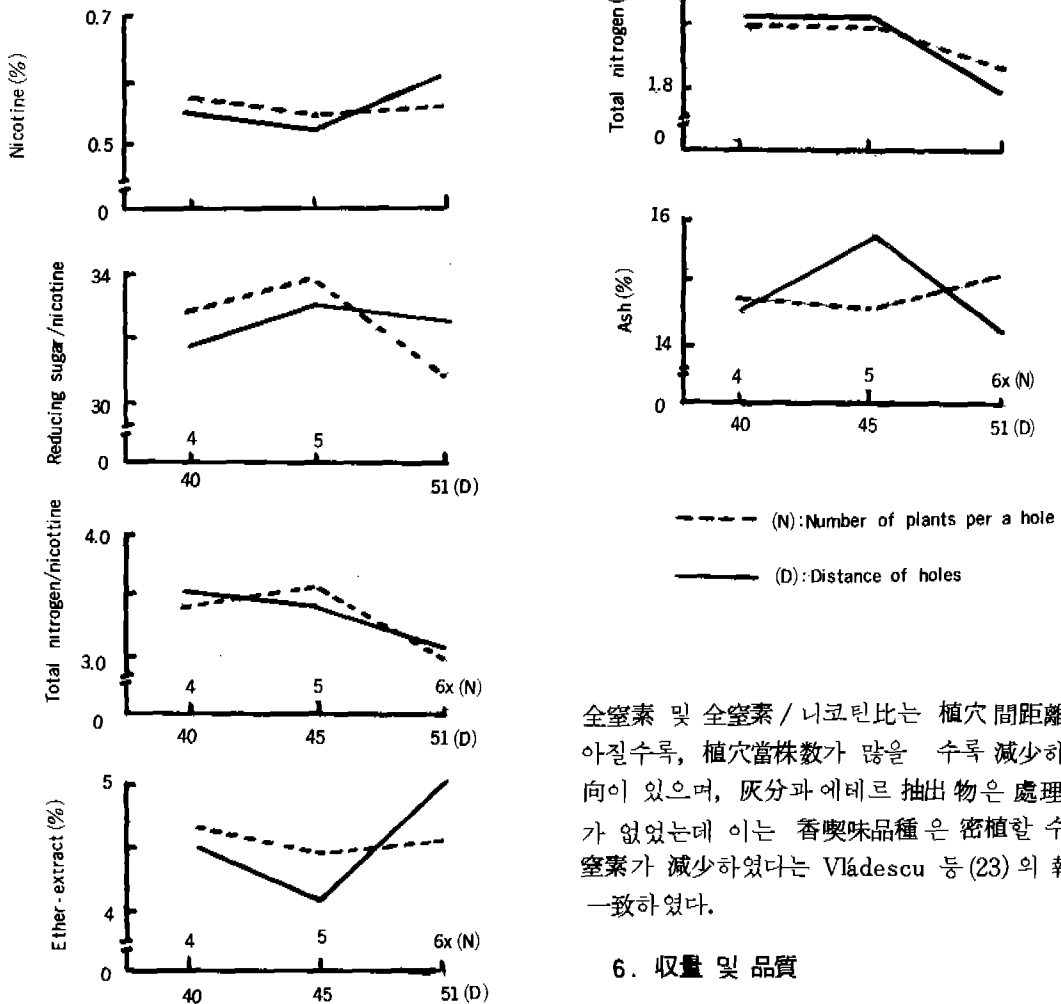 0.7
Nicotine (%)
0.5
0
34
Reducing sugar/nicotine
30
4 5
0
40 51 (D)
4.0
Total nitrogen/nicottine
3.0
4 5 6x (N)
0
40 45 51 (D)
5
Ether-extract (%)
4
4 5 6x (N)
0
40 45 51 (D)
Total nitrogen
1.8
0
16
Ash (%)
14
4 5 6x (N)
0
40 45 51 (D)
(N):Number of plants per a hole
(D):Distance of holes
全窒素 및 全窒素 / 니코틴比는 植穴間距離
아질수록, 植穴當株数가 많을 수록 減少하
向이 있으며, 灰分과 에테르 抽出物은 處理
가 없었는데 이는 香喫味品種은 密植할 수
窒素가 減少하였다는 Vlădescu 등 (23) 의
一致하였다.
6. 収量 및 品質